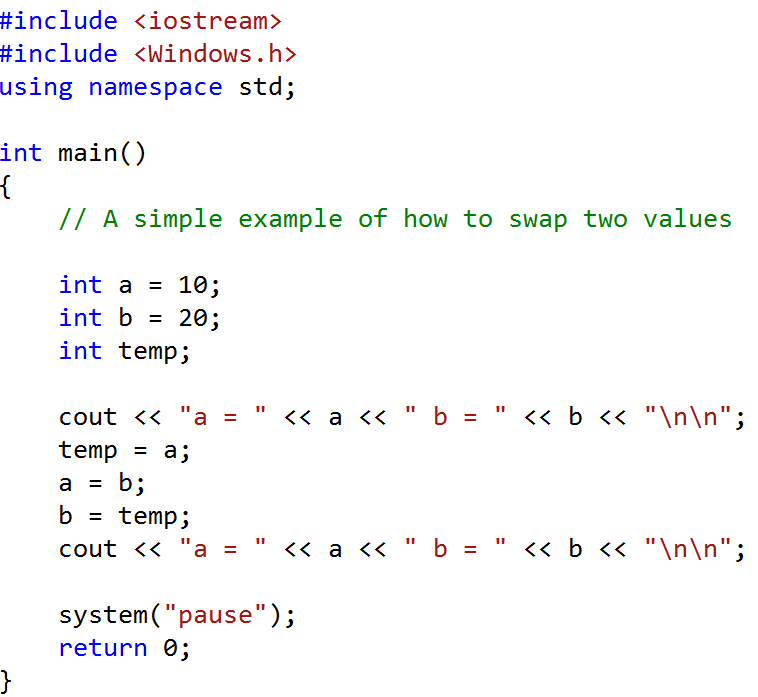 #include <iostream>
#include <Windows.h>
using namespace std;
int main()
{
// A simple example of how to swap two values
int a = 10;
int b = 20;
int temp;
cout << "a = " << a << " b = " << b << "\n\n";
temp = a;
a = b;
b = temp;
cout << "a = " << a << " b = " << b << "\n\n";
system("pause");
return 0;
}